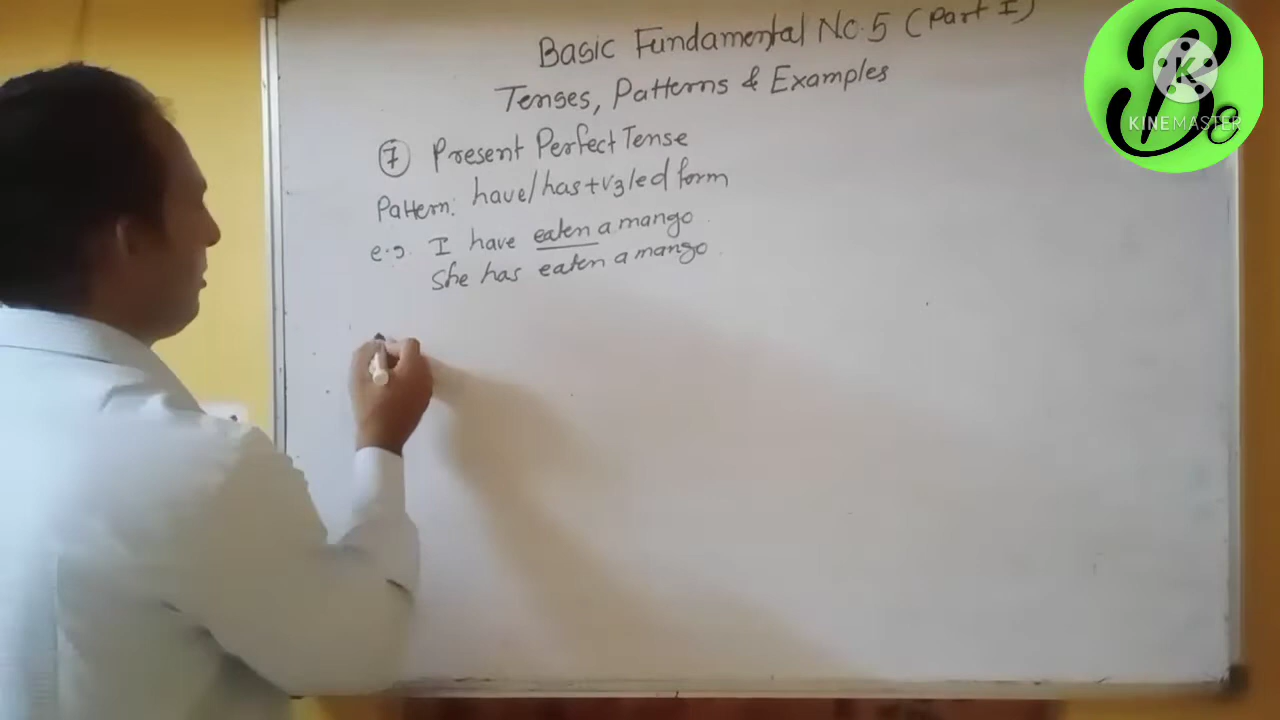 Basic Fundamental No.5 (Part I)
Tenses, Patterns & Examples
7 Present Perfect Tense
Pattern: have/has+v3/ed form
e.g. I have eaten a mango.
She has eaten a mango.
B8
K
KINEMASTER